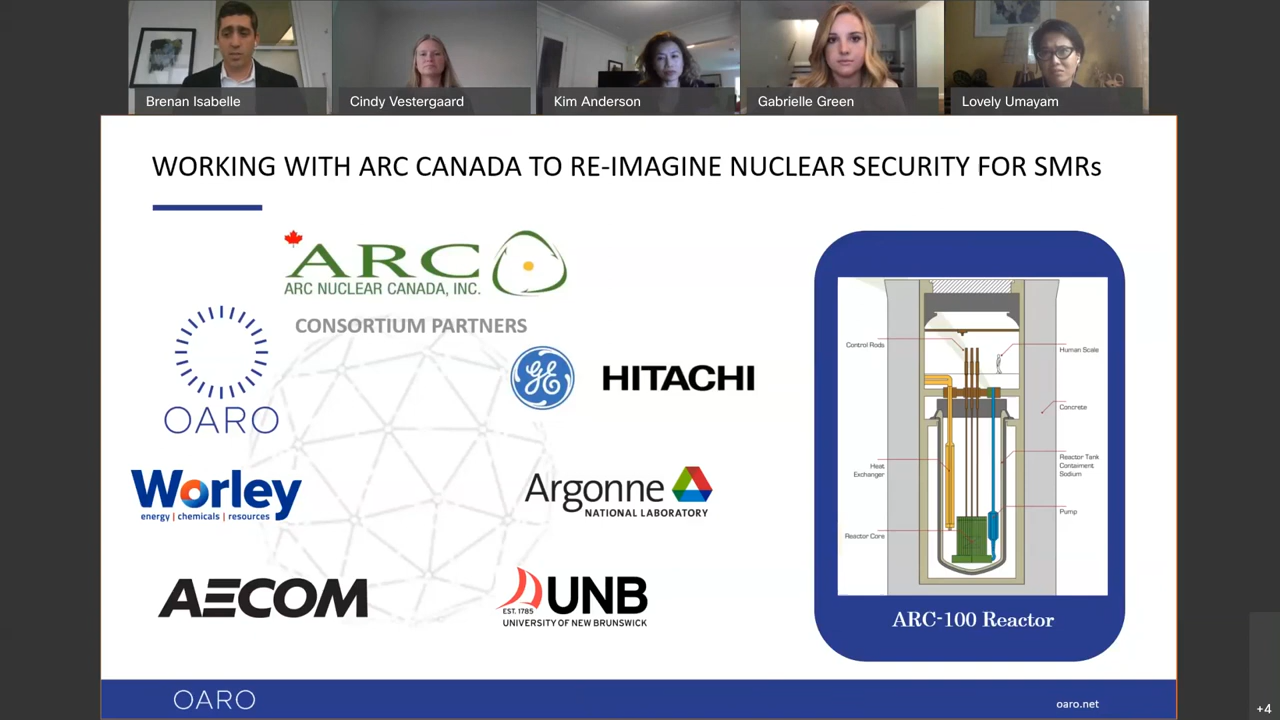 Brenan Isabelle
Cindy Vestergaard
Kim Anderson
Gabrielle Green
Lovely Umayam
WORKING WITH ARC CANADA TO RE-IMAGINE NUCLEAR SECURITY FOR SMRs
ARC
ARC NUCLEAR CANADA, INC.
CONSORTIUM PARTNERS
OARO
GE
HITACHI
Worley
energy | chemicals | resources
Argonne
NATIONAL LABORATORY
AECOM
EST. 1785
UNB
UNIVERSITY OF NEW BRUNSWICK
Control Rods
Human Scale
Concrete
Heat
Exchanger
Reactor Tank
Contaiment
Sodium
Pump
Reactor Core
ARC-100 Reactor
OARO
oaro.net
+4